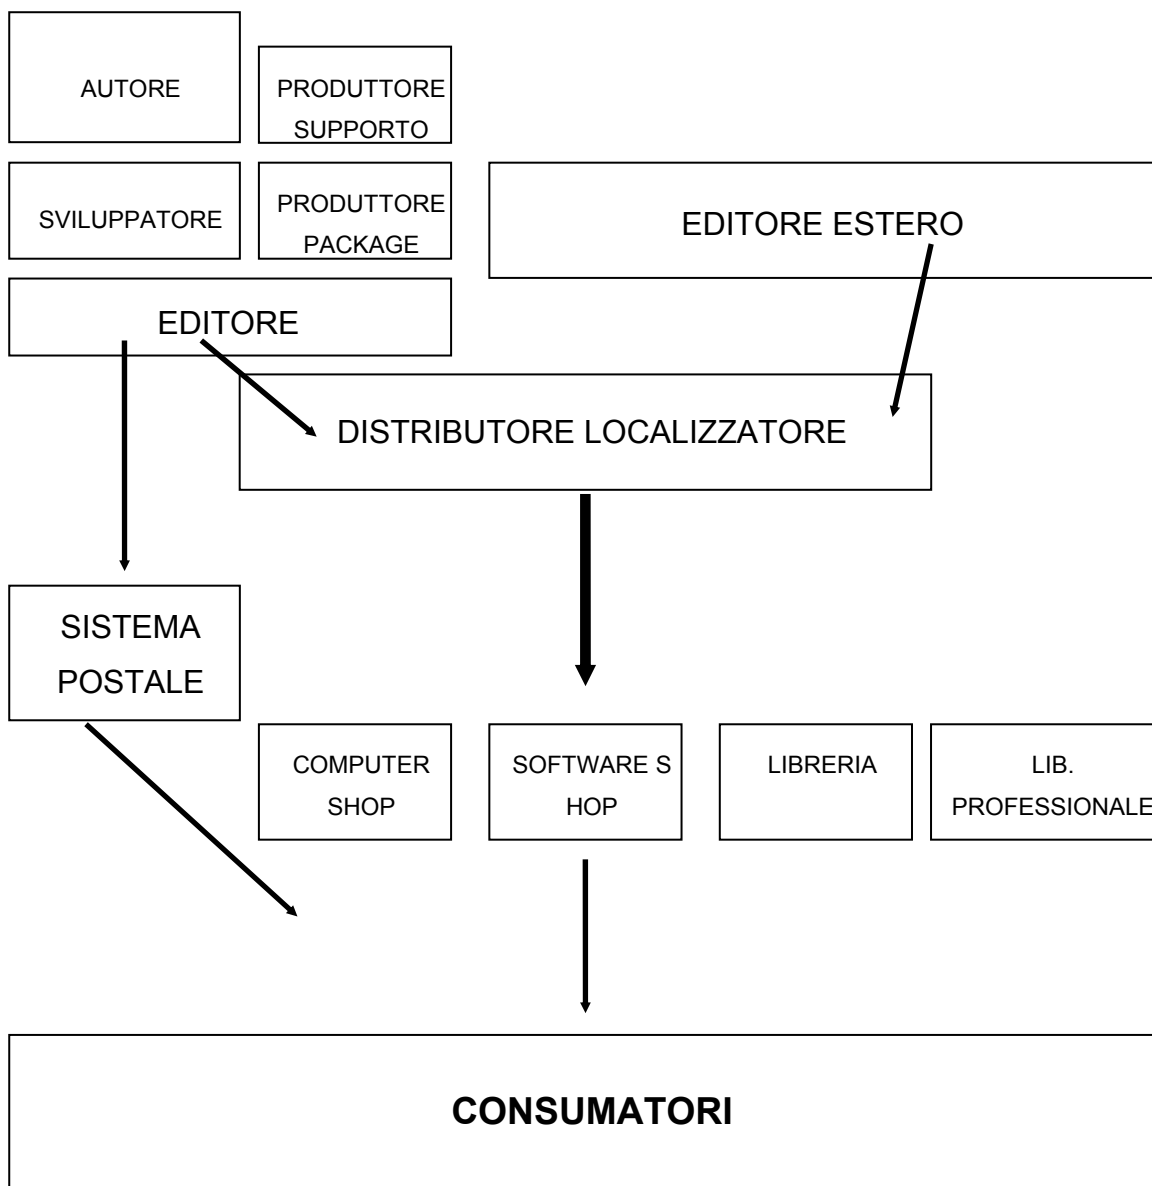 AUTORE
PRODUTTORE
SUPPORTO
SVILUPPATORE
PRODUTTORE
PACKAGE
EDITORE ESTERO
EDITORE
DISTRIBUTORE LOCALIZZATORE
SISTEMA
POSTALE
COMPUTER
SHOP
SOFTWARE S
HOP
LIBRERIA
LIB.
PROFESSIONALE
CONSUMATORI